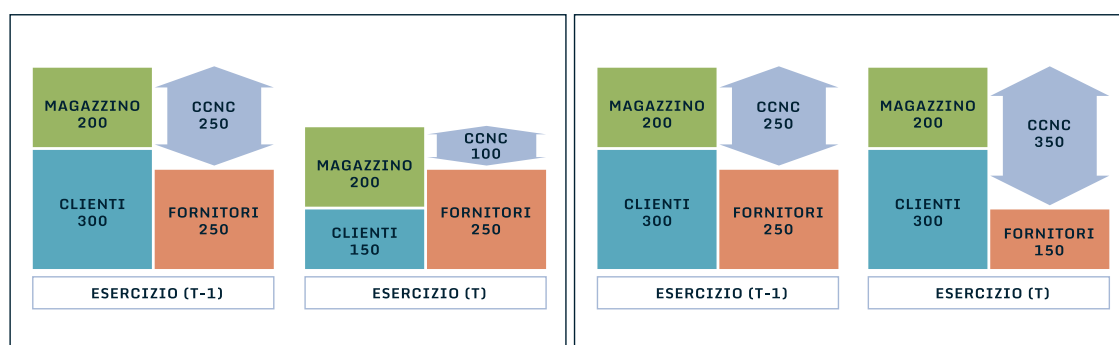 MAGAZZINO
200
CCNC
250
CLIENTI
300
FORNITORI
250
ESERCIZIO (T-1)
MAGAZZINO
200
CCNC
100
CLIENTI
150
FORNITORI
250
ESERCIZIO (T)
MAGAZZINO
200
CCNC
250
CLIENTI
300
FORNITORI
250
ESERCIZIO (T-1)
MAGAZZINO
200
CCNC
350
CLIENTI
300
FORNITORI
150
ESERCIZIO (T)